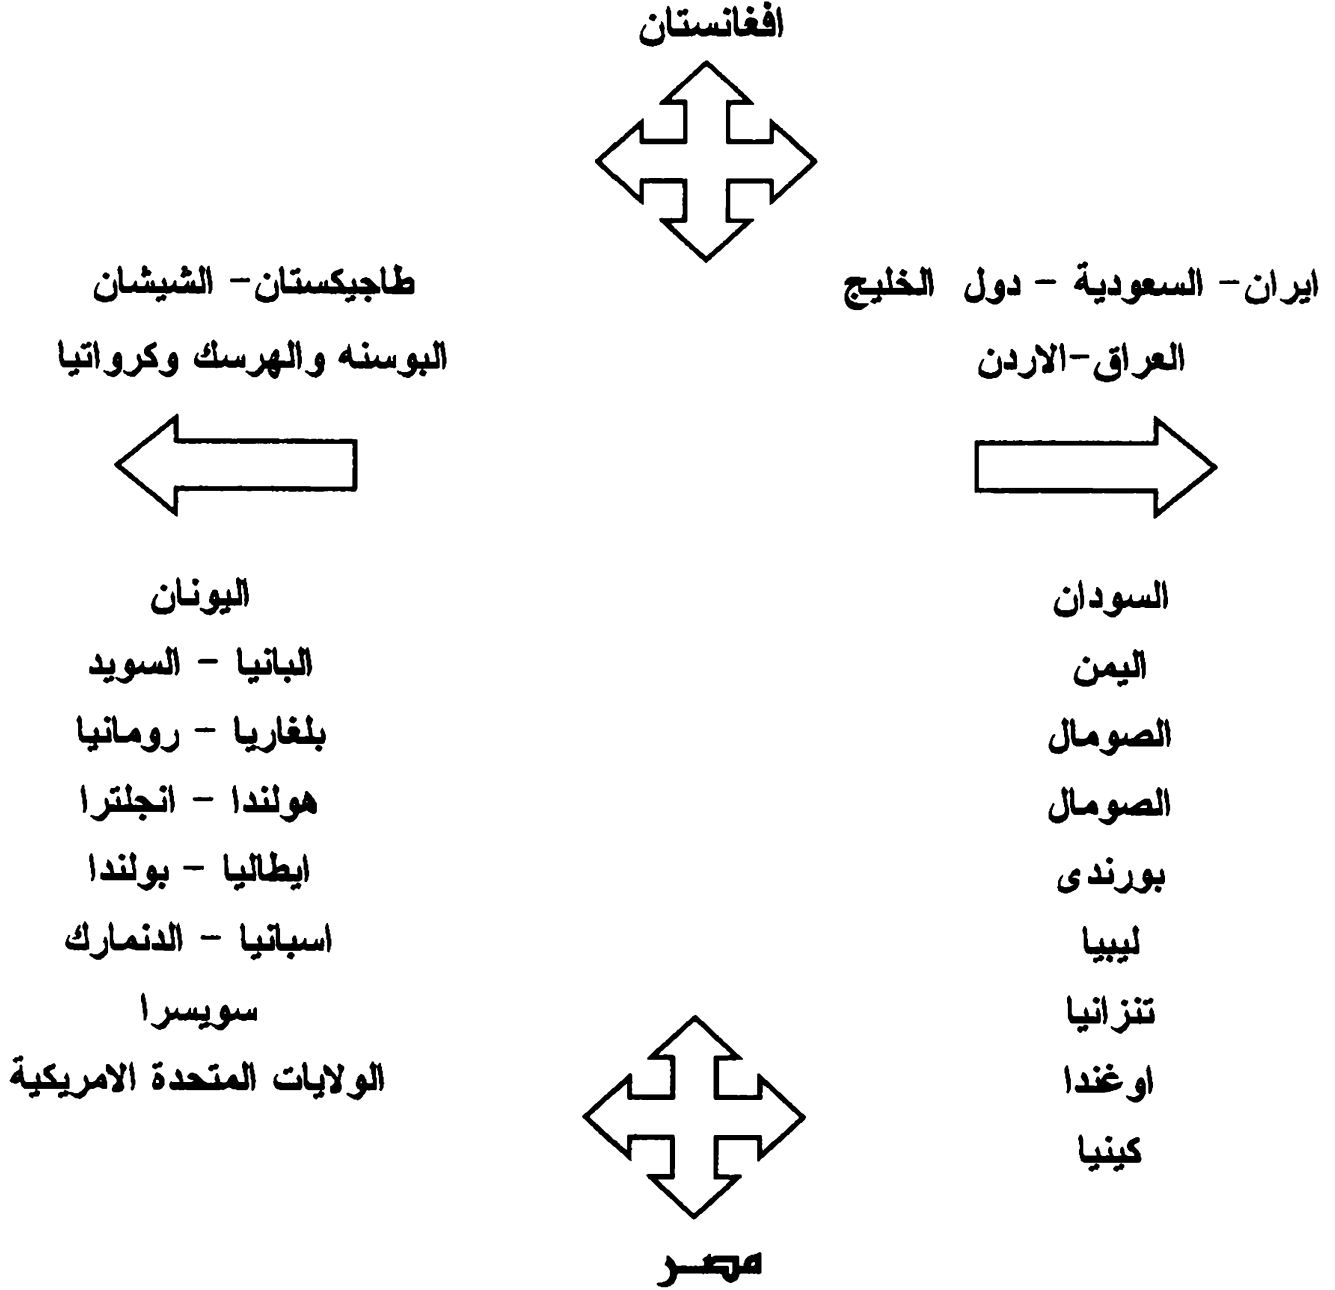 افغانستان
ايران- السعودية - دول الخليج
العراق-الاردن
طاجيكستان- الشيشان
البوسنه والهرسك وكرواتيا
السودان
اليمن
الصومال
الصومال
بورندى
ليبيا
تنزانيا
اوغندا
كينيا
اليونان
البانيا - السويد
بلغاريا - رومانيا
هولندا - انجلترا
ايطاليا - بولندا
اسبانيا - الدنمارك
سويسرا
الولايات المتحدة الامريكية
مصر